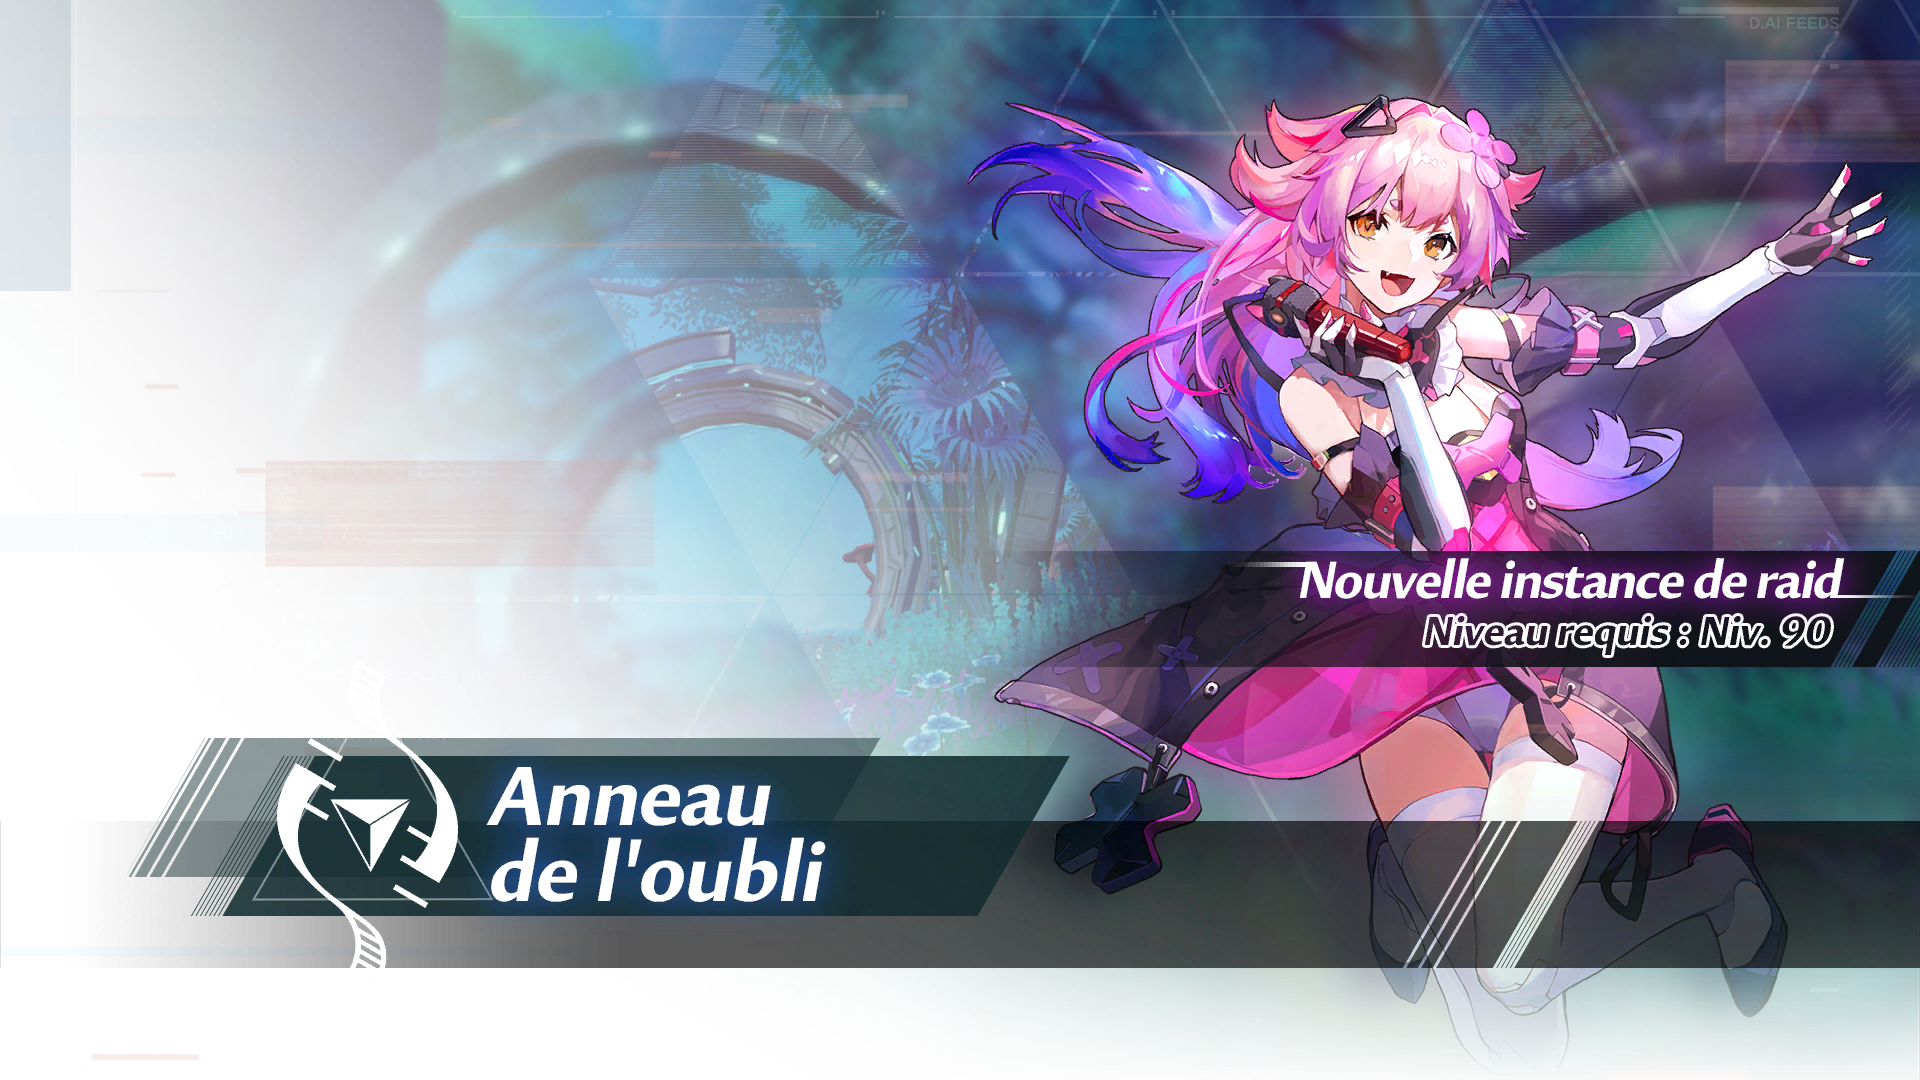 D.AI FEEDS
Nouvelle instance de raid
Niveau requis : Niv. 90
Anneau
de l'oubli